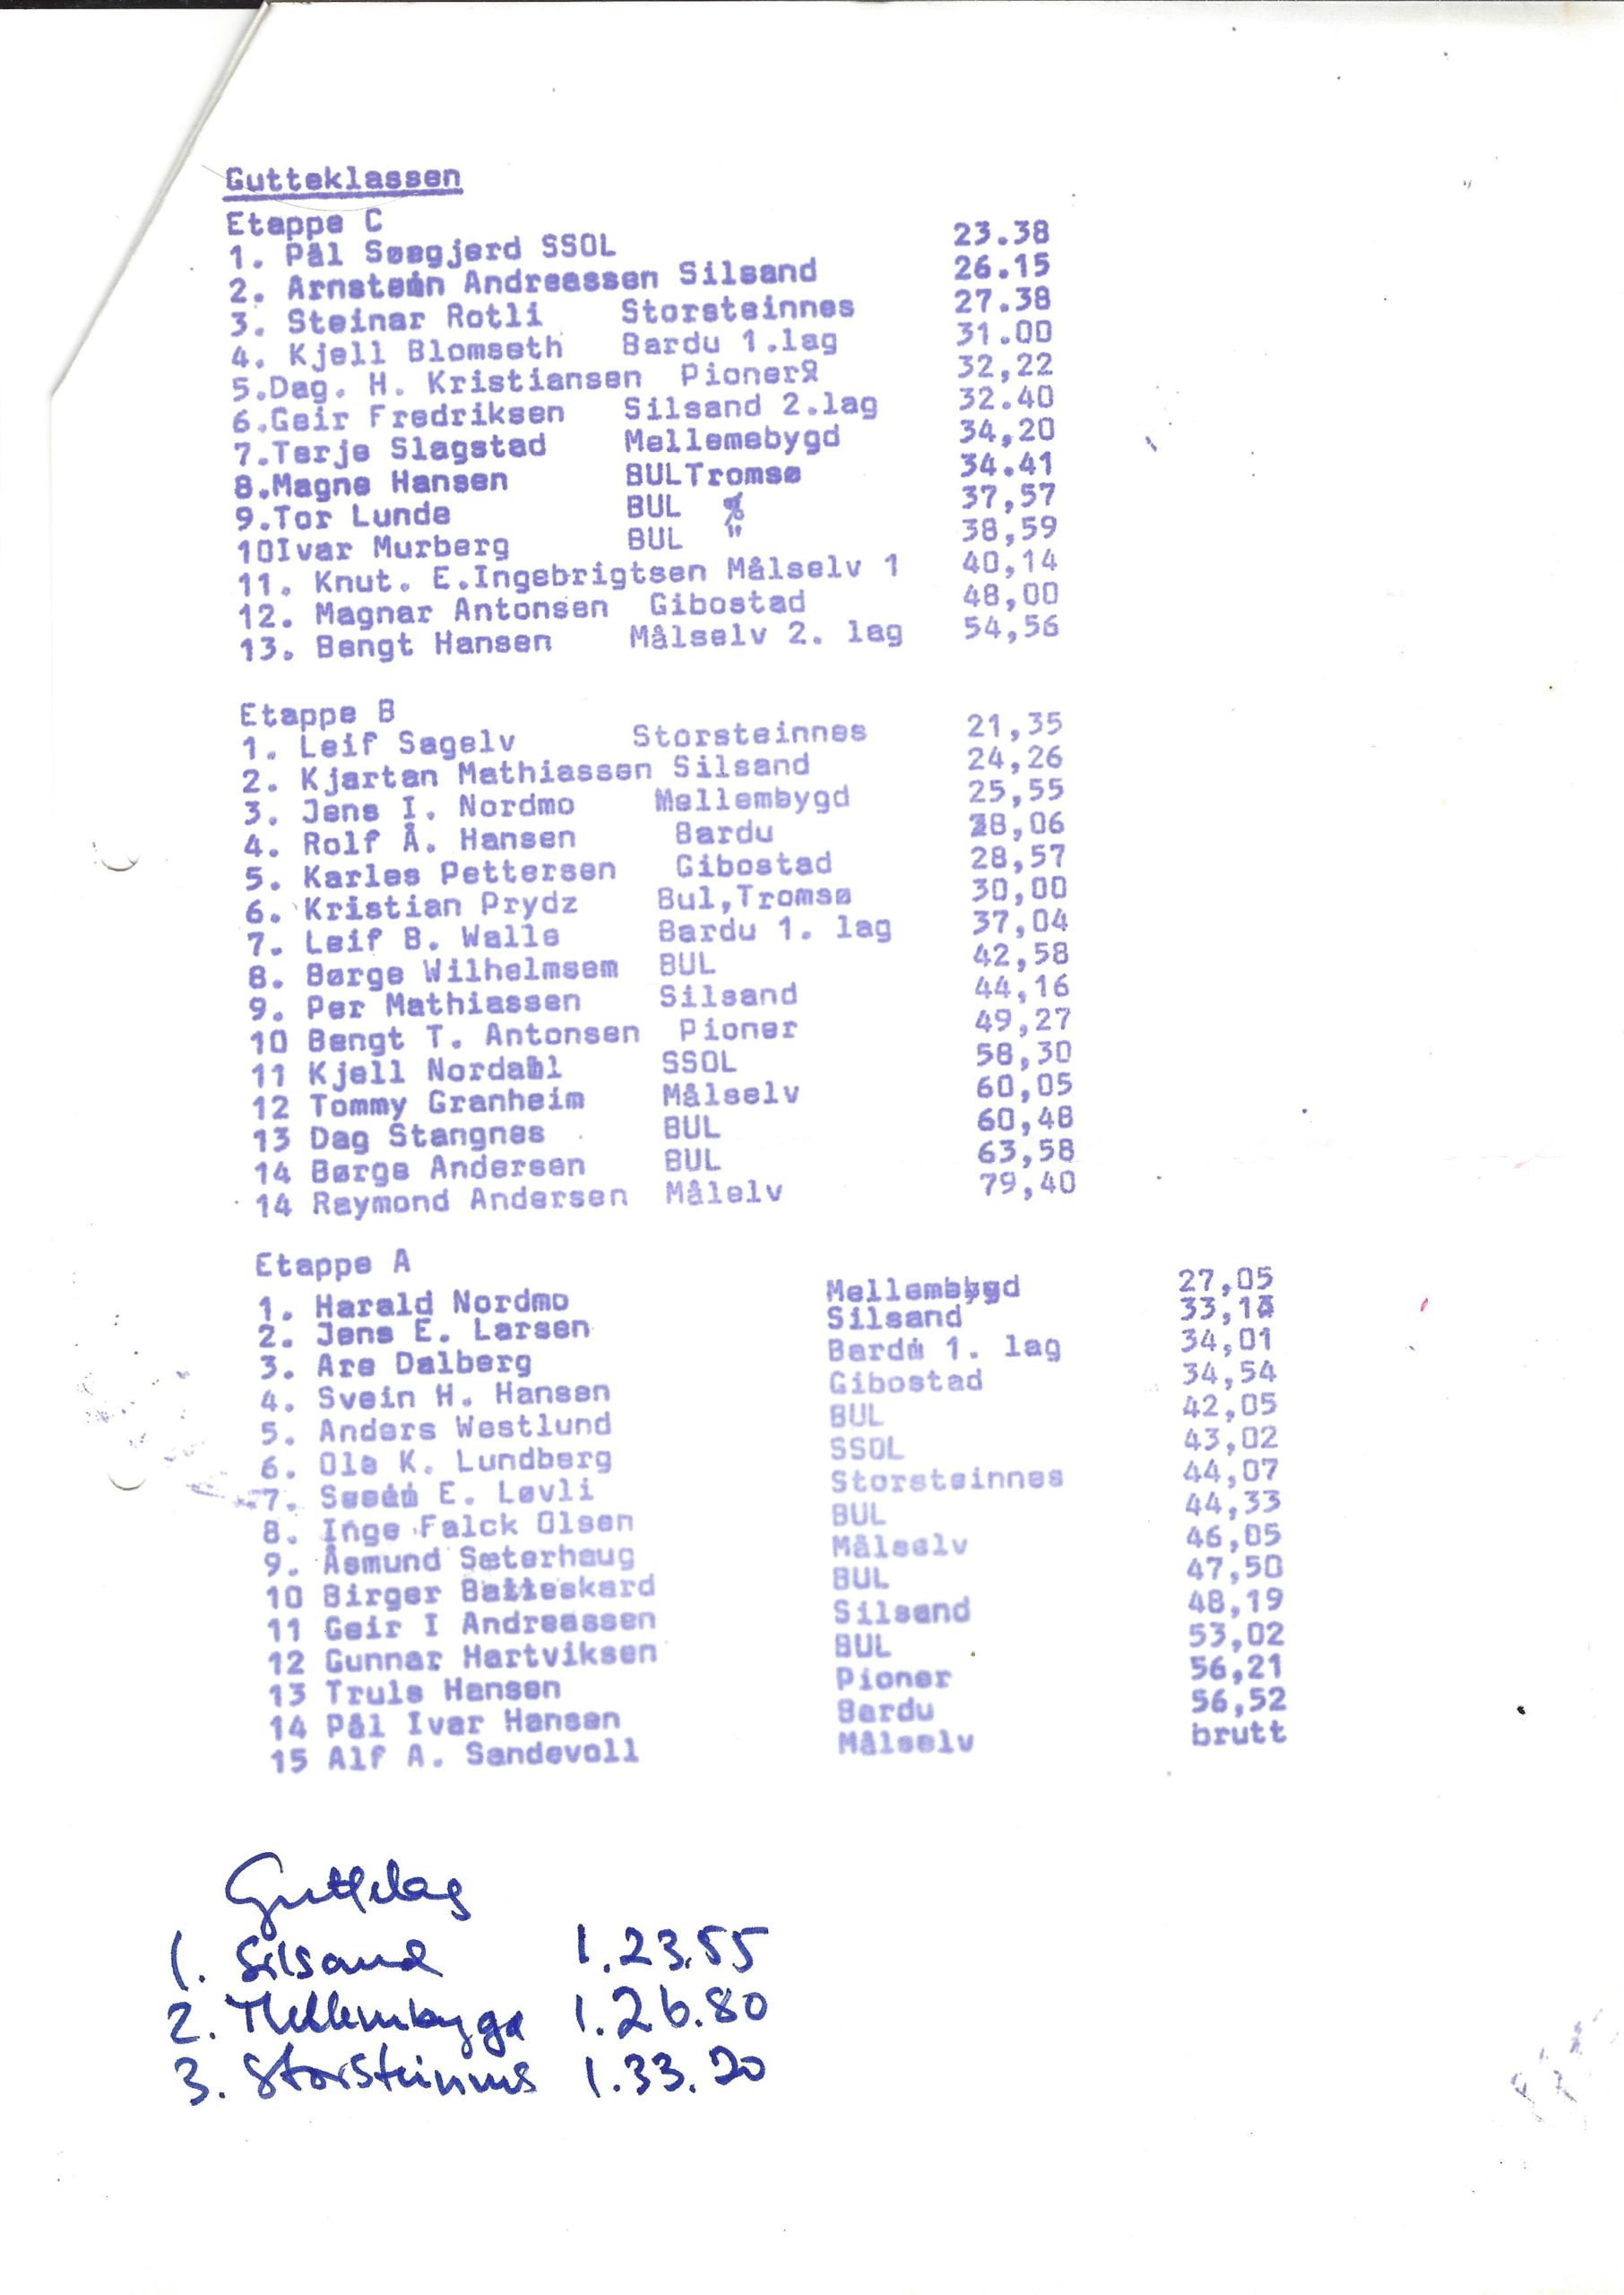 Gutteklassen
Etappe C
1. Pål Søegjerd SSOL 23.38
2. Arnstein Andreassen Silsand 26.15
3. Steinar Rotli Storsteinnes 27.38
4. Kjell Blomseth Bardu 1.lag 31.00
5.Dag. H. Kristiansen Pioner 32,22
6.Geir Fredriksen Silsand 2.lag 32.40
7.Terje Slagstad Mellemebygd 34,20
8.Magne Hansen BULTromsø 34.41
9.Tor Lunde BUL 37,57
10Ivar Murberg BUL " 38,59
11. Knut. E.Ingebrigtsen Målselv 1 40,14
12. Magnar Antonsen Gibostad 48,00
13. Bengt Hansen Målselv 2. lag 54,56
Etappe B
1. Leif Sagelv Storsteinnes 21,35
2. Kjartan Mathiassen Silsand 24,26
3. Jens I. Nordmo Mellembygd 25,55
4. Rolf Å. Hansen Bardu 28,06
5. Karles Pettersen Gibostad 28,57
6. Kristian Prydz Bul,Tromsø 30,00
7. Leif B. Walle Bardu 1. lag 37,04
8. Børge Wilhelmsem BUL 42,58
9. Per Mathiassen Silsand 44,16
10 Bengt T. Antonsen Pioner 49,27
11 Kjell Nordahl SSOL 58,30
12 Tommy Granheim Målselv 60,05
13 Dag Stangnes BUL 60,48
14 Børge Andersen BUL 63,58
14 Raymond Andersen Målelv 79,40
Etappe A
1. Harald Nordmo Mellembygd 27,05
2. Jens E. Larsen Silsand
3. Are Dalberg Bardu 1. lag 34,01
4. Svein H. Hansen Gibostad 34,54
5. Anders Westlund BUL 42,05
6. Ole K. Lundberg SSOL 43,02
7. E. Løvli Storsteinnes 44,07
8. Inge Falck Olsen BUL 44,33
9. Åsmund Sæterhaug Målselv 46,05
10 Birger BUL 47,50
11 Geir I Andreassen Silsand 48,19
12 Gunnar Hartviksen BUL 53,02
13 Truls Hansen Pioner 56,21
14 Pål Ivar Hansen Bardu 56,52
15 Alf A. Sandevoll Målselv brutt
Guttelag
1. Silsand 1.23.55
2. Mellembygd 1.26.80
3. Storsteinnes 1.33.20